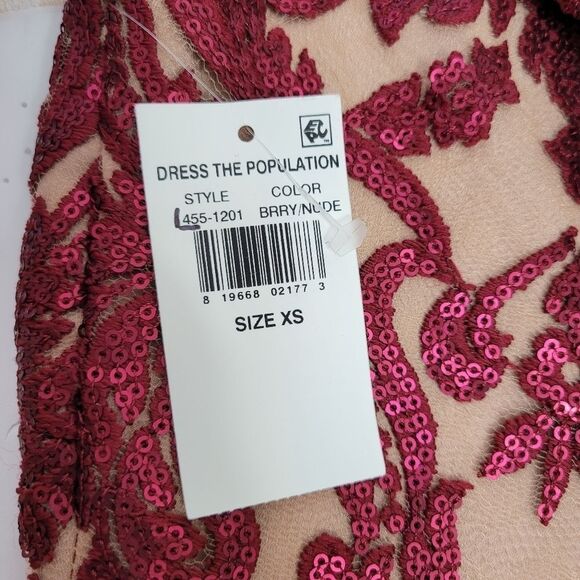 DRESS THE POPULATION
STYLE COLOR
L455-1201 BRRY/NUDE
8 19668 02177 3
SIZE XS